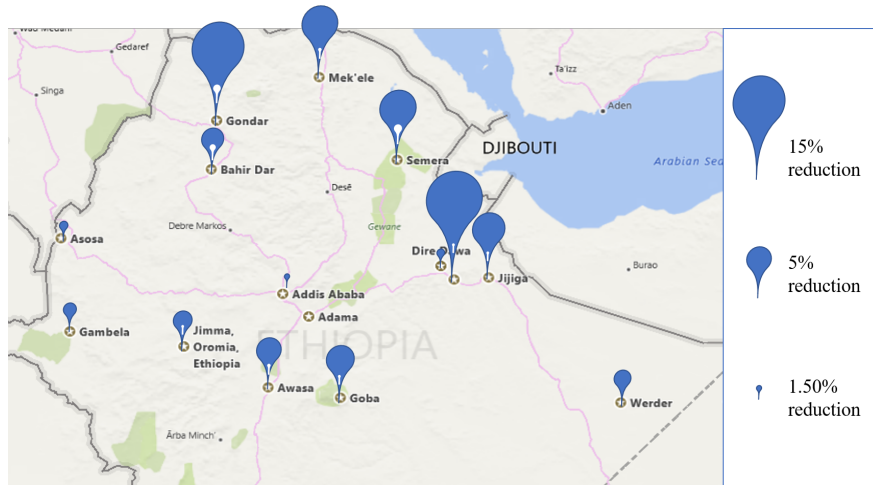 Wad Madani
Gedaref
Singa
Mek'ele
Ta'izz
Aden
Gondar
Semera
DJIBOUTI
Arabian Sea
Bahir Dar
Desē
15%
reduction
Asosa
Debre Markos
Gewane
Dire Dawa
Jijiga
Burao
5%
reduction
Addis Ababa
Adama
Gambela
Jimma,
Oromia,
Ethiopia
ETHIOPIA
Awasa
Goba
Werder
1.50%
reduction
Ārba Minch'